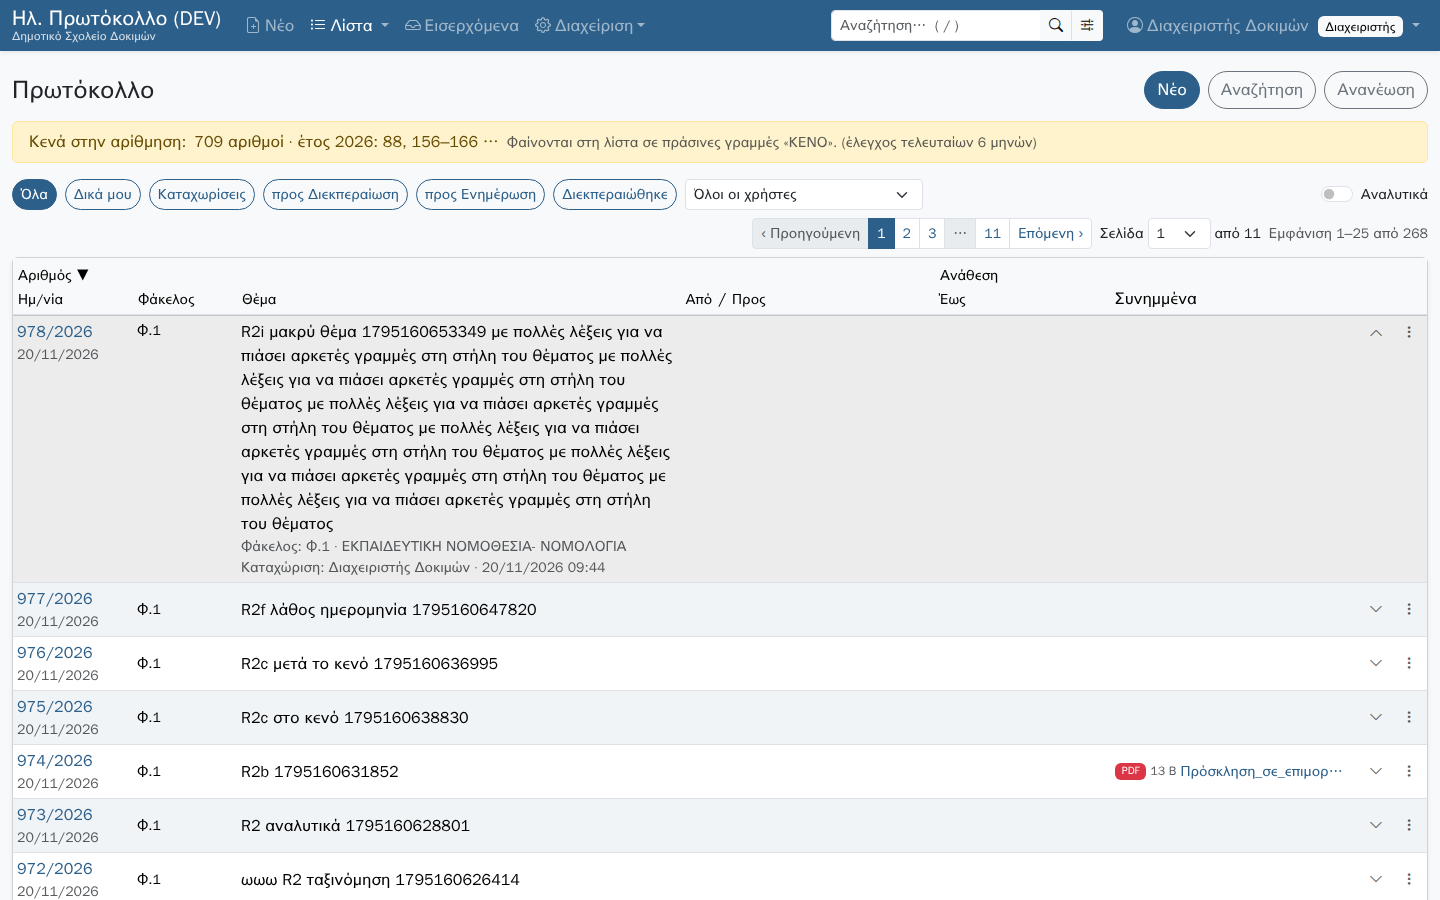 Ηλ. Πρωτόκολλο (DEV)
Δημοτικό Σχολείο Δοκιμών
Νέο
Λίστα
Εισερχόμενα
Διαχείριση
Αναζήτηση… ( / )
Διαχειριστής Δοκιμών
Διαχειριστής
Πρωτόκολλο
Νέο
Αναζήτηση
Ανανέωση
Κενά στην αρίθμηση: 709 αριθμοί · έτος 2026: 88, 156–166 … Φαίνονται στη λίστα σε πράσινες γραμμές «ΚΕΝΟ». (έλεγχος τελευταίων 6 μηνών)
Όλα
Δικά μου
Καταχωρίσεις
προς Διεκπεραίωση
προς Ενημέρωση
Διεκπεραιώθηκε
Όλοι οι χρήστες
Αναλυτικά
‹ Προηγούμενη 1 2 3 … 11 Επόμενη › Σελίδα 1 από 11 Εμφάνιση 1–25 από 268
Αριθμός ▼
Ημ/νία
Φάκελος
Θέμα
Από / Προς
Ανάθεση
Έως
Συνημμένα
978/2026
20/11/2026
Φ.1
R2i μακρύ θέμα 1795160653349 με πολλές λέξεις για να
πιάσει αρκετές γραμμές στη στήλη του θέματος με πολλές
λέξεις για να πιάσει αρκετές γραμμές στη στήλη του
θέματος με πολλές λέξεις για να πιάσει αρκετές γραμμές
στη στήλη του θέματος με πολλές λέξεις για να πιάσει
αρκετές γραμμές στη στήλη του θέματος με πολλές λέξεις
για να πιάσει αρκετές γραμμές στη στήλη του θέματος με
πολλές λέξεις για να πιάσει αρκετές γραμμές στη στήλη
του θέματος
Φάκελος: Φ.1 · ΕΚΠΑΙΔΕΥΤΙΚΗ ΝΟΜΟΘΕΣΙΑ- ΝΟΜΟΛΟΓΙΑ
Καταχώριση: Διαχειριστής Δοκιμών · 20/11/2026 09:44
977/2026
20/11/2026
Φ.1
R2f λάθος ημερομηνία 1795160647820
976/2026
20/11/2026
Φ.1
R2c μετά το κενό 1795160636995
975/2026
20/11/2026
Φ.1
R2c στο κενό 1795160638830
974/2026
20/11/2026
Φ.1
R2b 1795160631852
PDF 13 B Πρόσκληση_σε_επιμορ…
973/2026
20/11/2026
Φ.1
R2 αναλυτικά 1795160628801
972/2026
20/11/2026
Φ.1
ωωω R2 ταξινόμηση 1795160626414